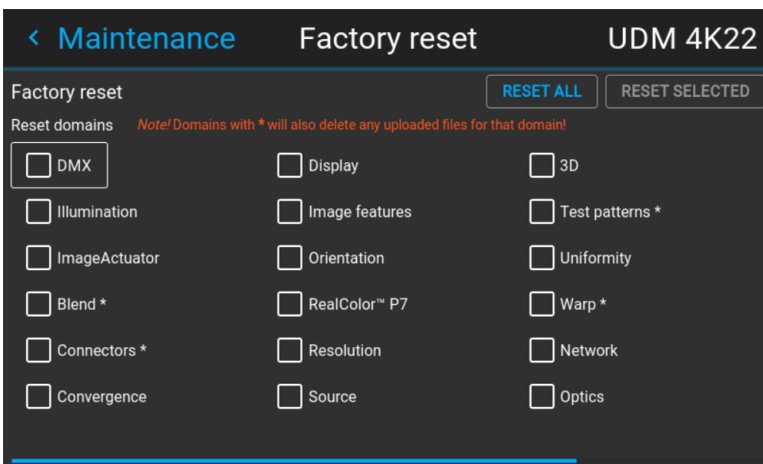 ‹ Maintenance Factory reset UDM 4K22
Factory reset RESET ALL RESET SELECTED
Reset domains Note! Domains with * will also delete any uploaded files for that domain!
DMX Display 3D
Illumination Image features Test patterns *
ImageActuator Orientation Uniformity
Blend * RealColor™ P7 Warp *
Connectors * Resolution Network
Convergence Source Optics